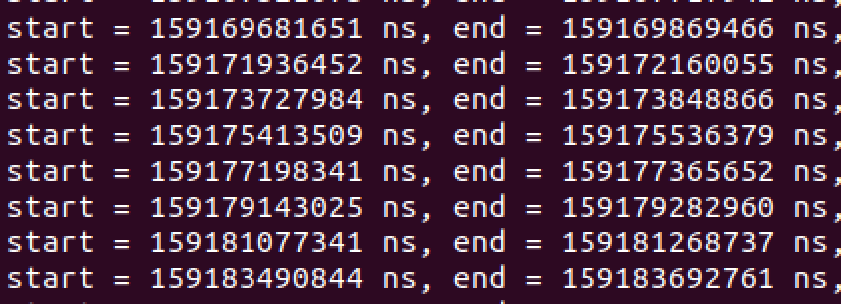 start = 159169681651 ns, end = 159169869466 ns,
start = 159171936452 ns, end = 159172160055 ns,
start = 159173727984 ns, end = 159173848866 ns,
start = 159175413509 ns, end = 159175536379 ns,
start = 159177198341 ns, end = 159177365652 ns,
start = 159179143025 ns, end = 159179282960 ns,
start = 159181077341 ns, end = 159181268737 ns,
start = 159183490844 ns, end = 159183692761 ns,